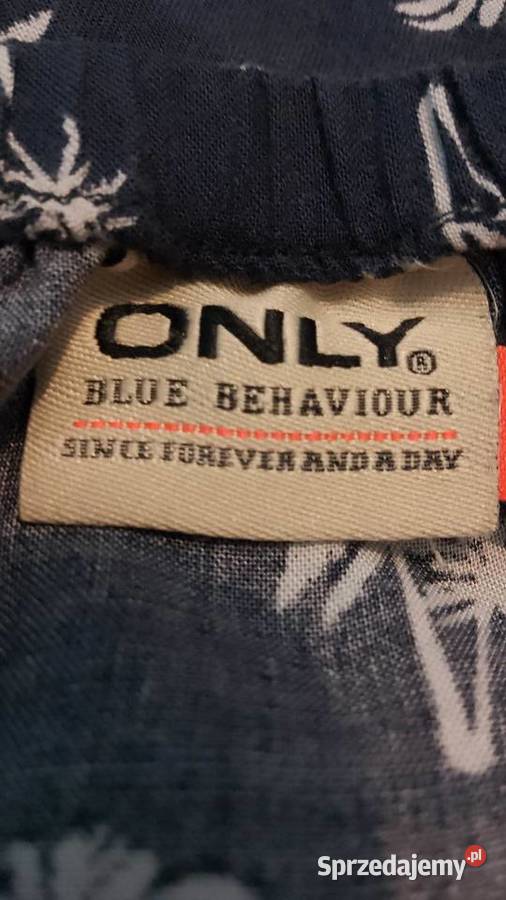 ONLY®
BLUE BEHAVIOUR
SINCE FOREVER AND A DAY
Sprzedajemy.pl